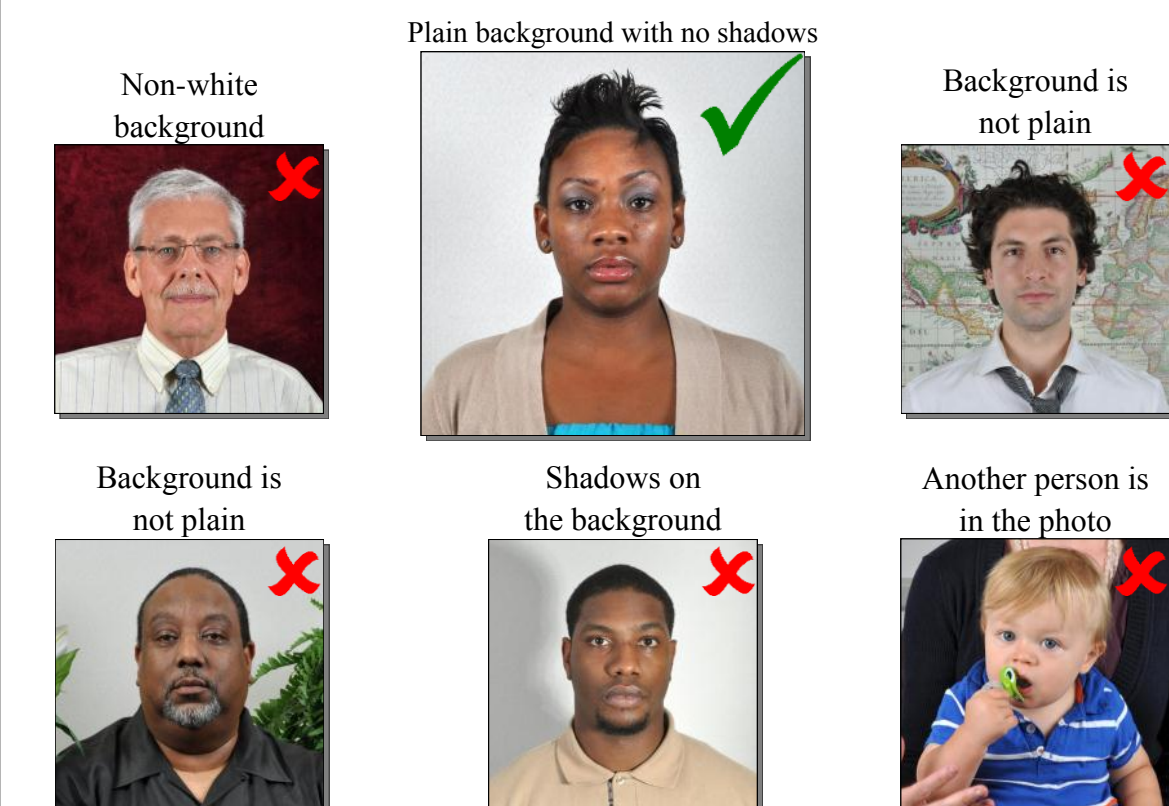 Plain background with no shadows
Non-white
background
Background is
not plain
Background is
not plain
Shadows on
the background
Another person is
in the photo